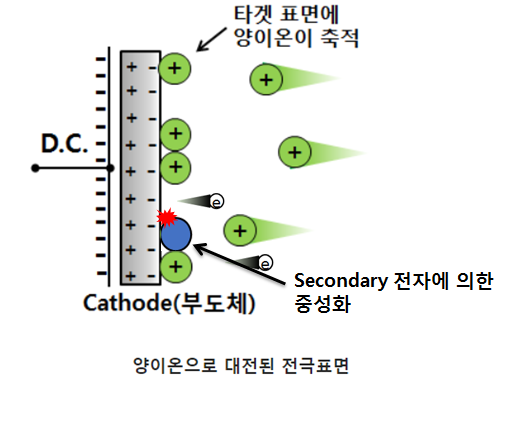 타겟 표면에
양이온이 축적
D.C.
Secondary 전자에 의한
중성화
Cathode(부도체)
양이온으로 대전된 전극표면